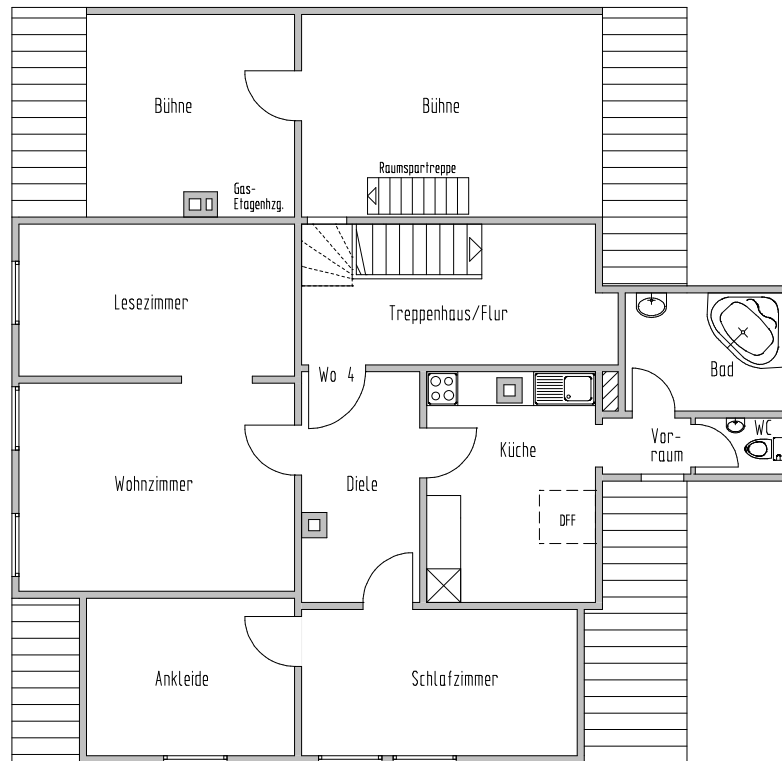 Bühne
Bühne
Raumspartreppe
Gas-
Etagenhzg.
Lesezimmer
Treppenhaus/Flur
Bad
Wo 4
WC
Vor-
raum
Küche
Wohnzimmer
Diele
DFF
Ankleide
Schlafzimmer